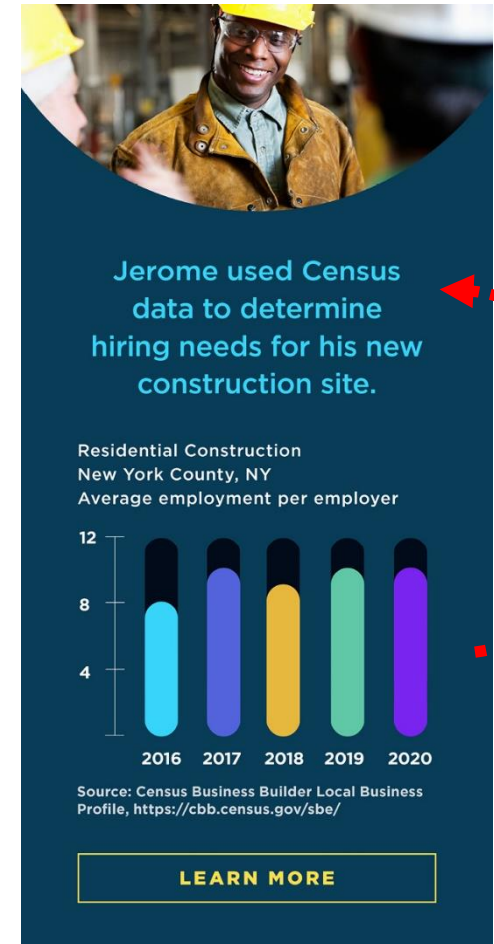 Jerome used Census
data to determine
hiring needs for his new
construction site.
Residential Construction
New York County, NY
Average employment per employer
12
8
4
2016 2017 2018 2019 2020
Source: Census Business Builder Local Business
Profile, https://cbb.census.gov/sbe/
LEARN MORE